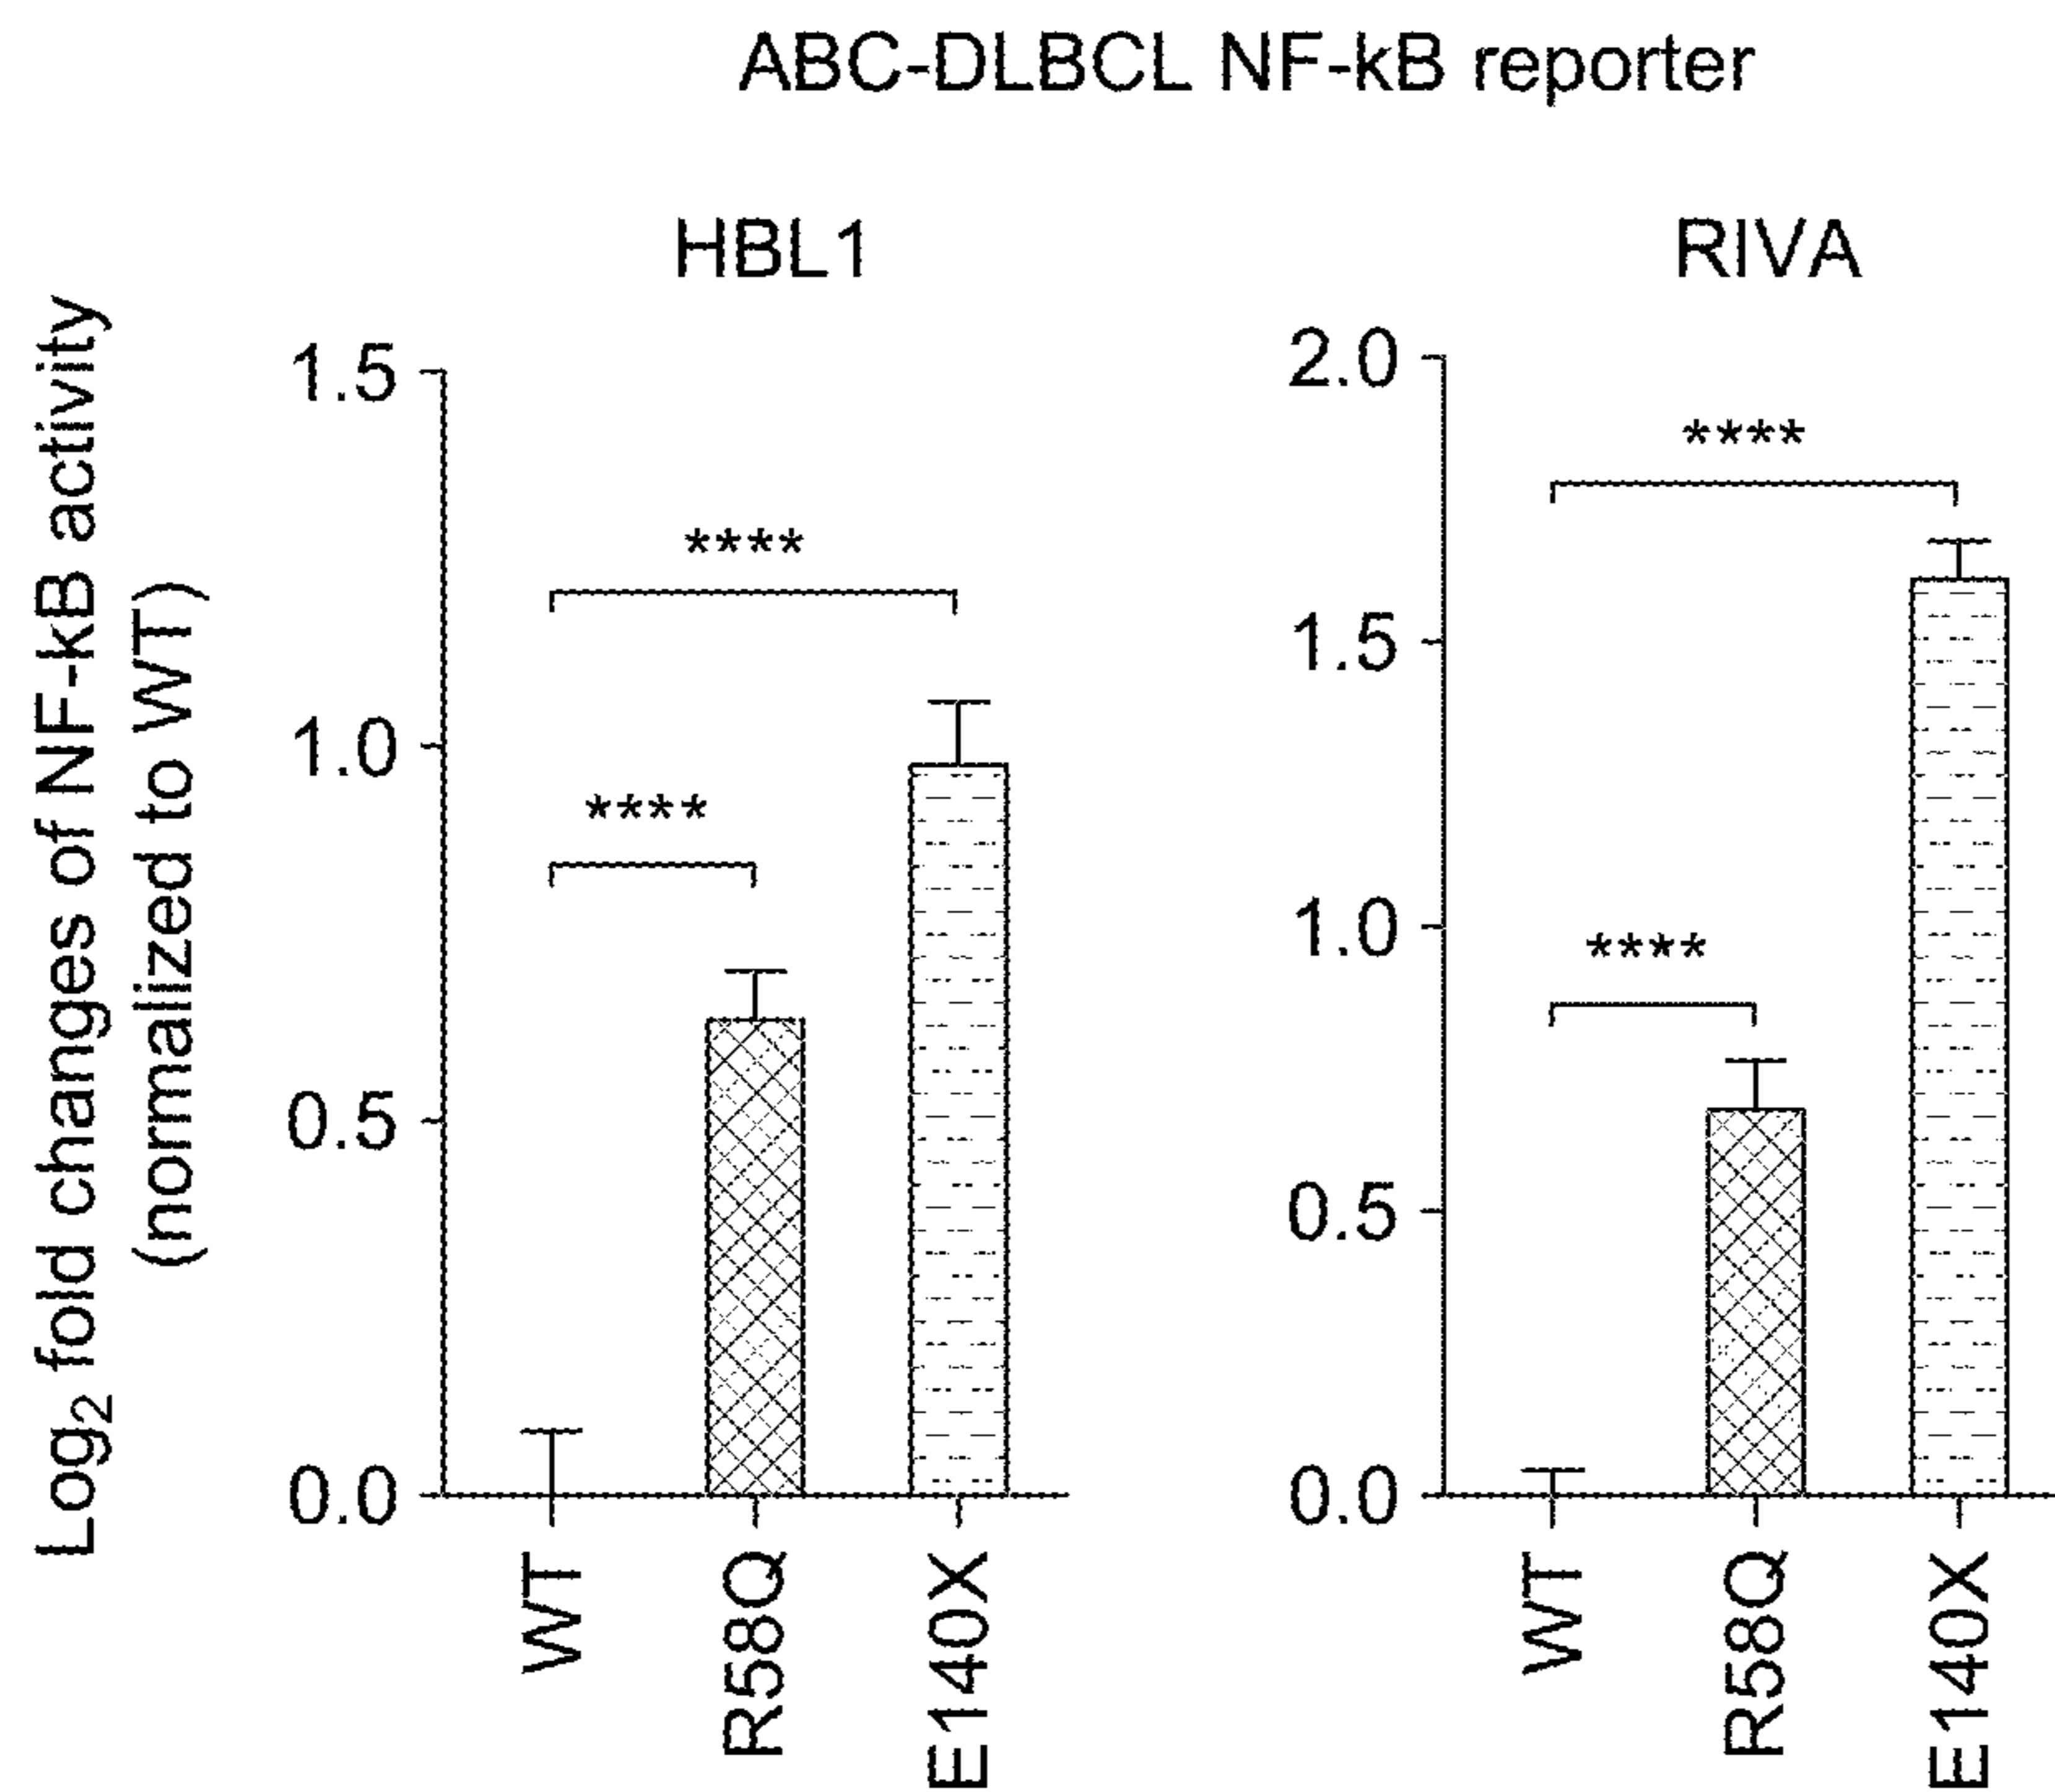 ABC-DLBCL NF-kB reporter
HBL1
RIVA
Log₂ fold changes of NF-kB activity
(normalized to WT)
1.5
1.0
0.5
0.0
****
****
WT
R58Q
E140X
2.0
1.5
1.0
0.5
0.0
****
****
WT
R58Q
E140X